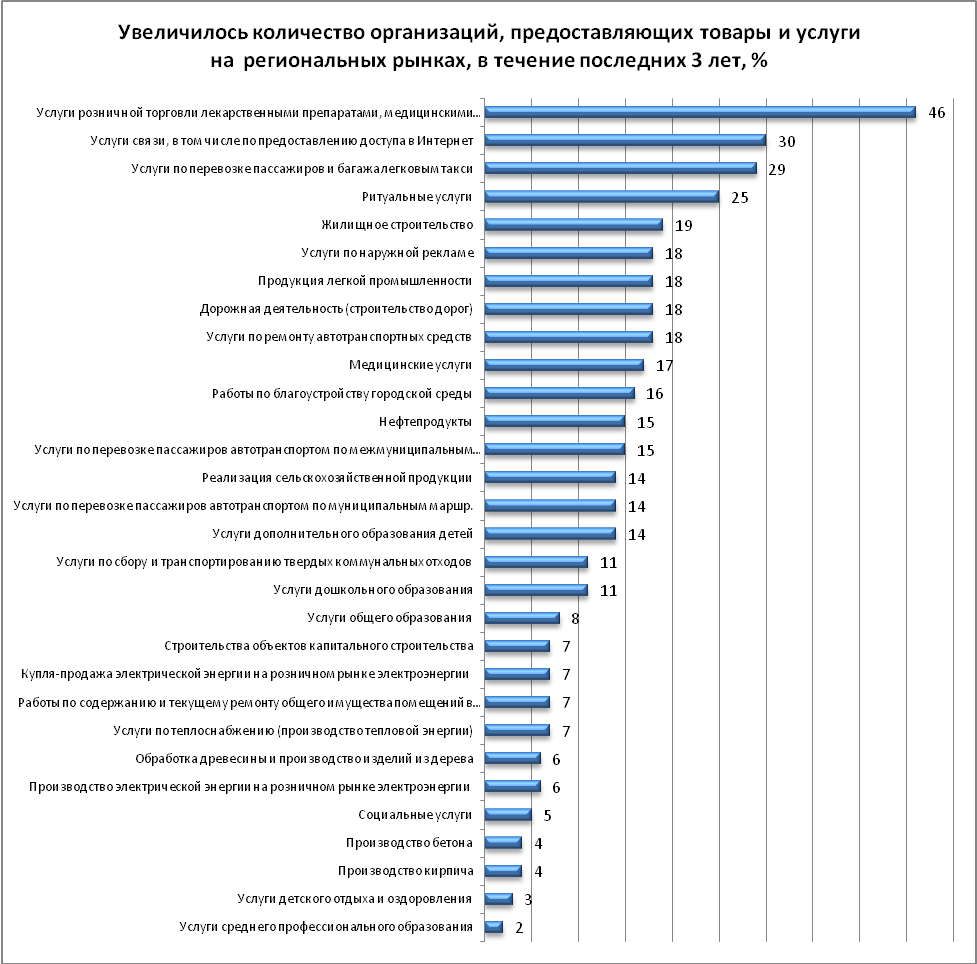 Увеличилось количество организаций, предоставляющих товары и услуги
на региональных рынках, в течение последних 3 лет, %
Услуги розничной торговли лекарственными препаратами, медицинскими... 46
Услуги связи, в том числе по предоставлению доступа в Интернет 30
Услуги по перевозке пассажиров и багажа легковым такси 29
Ритуальные услуги 25
Жилищное строительство 19
Услуги по наружной рекламе 18
Продукция легкой промышленности 18
Дорожная деятельность (строительство дорог) 18
Услуги по ремонту автотранспортных средств 18
Медицинские услуги 17
Работы по благоустройству городской среды 16
Нефтепродукты 15
Услуги по перевозке пассажиров автотранспортом по межмуниципальным... 15
Реализация сельскохозяйственной продукции 14
Услуги по перевозке пассажиров автотранспортом по муниципальным маршр. 14
Услуги дополнительного образования детей 14
Услуги по сбору и транспортированию твердых коммунальных отходов 11
Услуги дошкольного образования 11
Услуги общего образования 8
Строительства объектов капитального строительства 7
Купля-продажа электрической энергии на розничном рынке электроэнергии 7
Работы по содержанию и текущему ремонту общего имущества помещений в... 7
Услуги по теплоснабжению (производство тепловой энергии) 7
Обработка древесины и производство изделий из дерева 6
Производство электрической энергии на розничном рынке электроэнергии 6
Социальные услуги 5
Производство бетона 4
Производство кирпича 4
Услуги детского отдыха и оздоровления 3
Услуги среднего профессионального образования 2